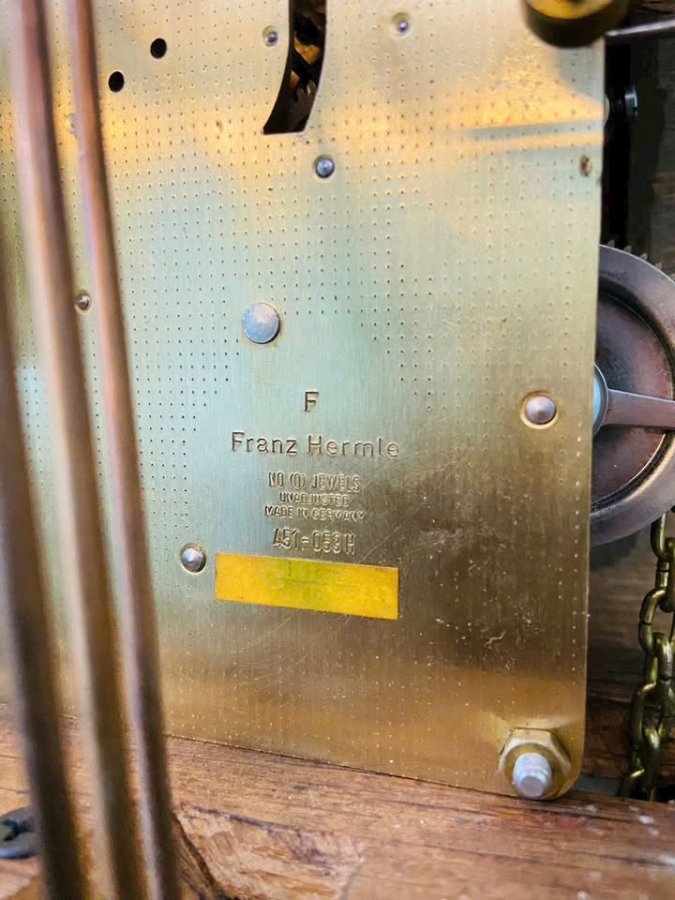 F
Franz Hermle
NO (0) JEWELS
UNADJUSTED
MADE IN GERMANY
451-053H